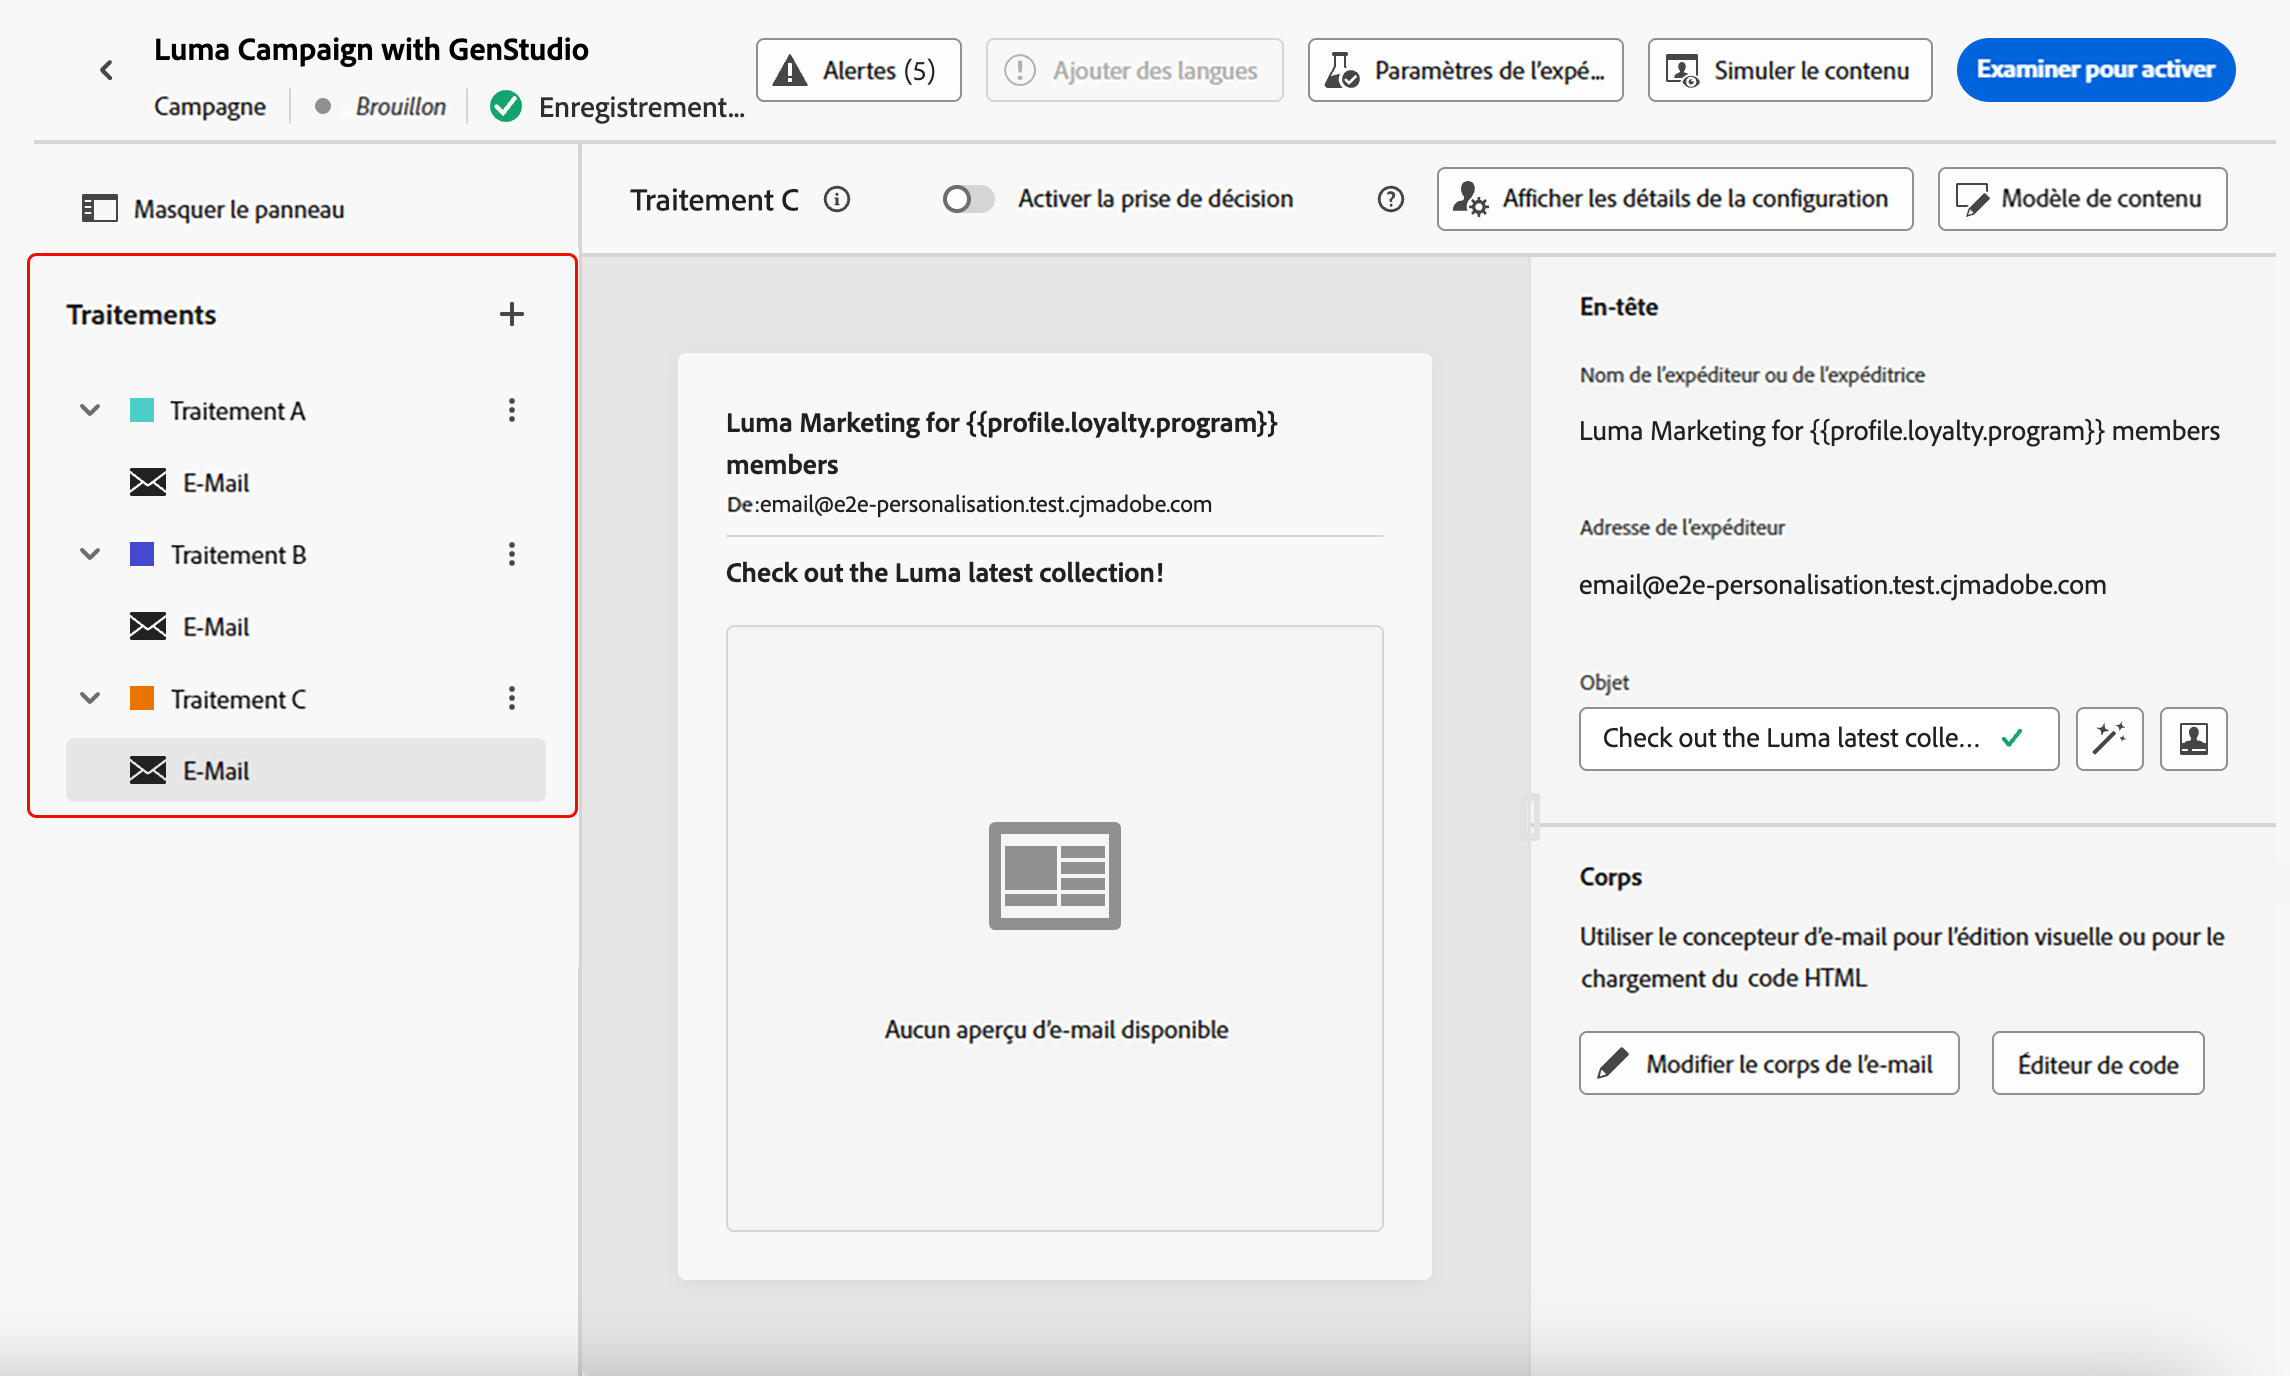 Luma Campaign with GenStudio
Campagne
Brouillon
Enregistrement...
Alertes (5)
Ajouter des langues
Paramètres de l'expé...
Simuler le contenu
Examiner pour activer
Masquer le panneau
Traitement C
Activer la prise de décision
Afficher les détails de la configuration
Modèle de contenu
Traitements
Traitement A
E-Mail
Traitement B
E-Mail
Traitement C
E-Mail
Luma Marketing for {{profile.loyalty.program}}
members
De:email@e2e-personalisation.test.cjmadobe.com
Check out the Luma latest collection!
Aucun aperçu d'e-mail disponible
En-tête
Nom de l'expéditeur ou de l'expéditrice
Luma Marketing for {{profile.loyalty.program}} members
Adresse de l'expéditeur
email@e2e-personalisation.test.cjmadobe.com
Objet
Check out the Luma latest colle...
Corps
Utiliser le concepteur d'e-mail pour l'édition visuelle ou pour le
chargement du code HTML
Modifier le corps de l'e-mail
Éditeur de code